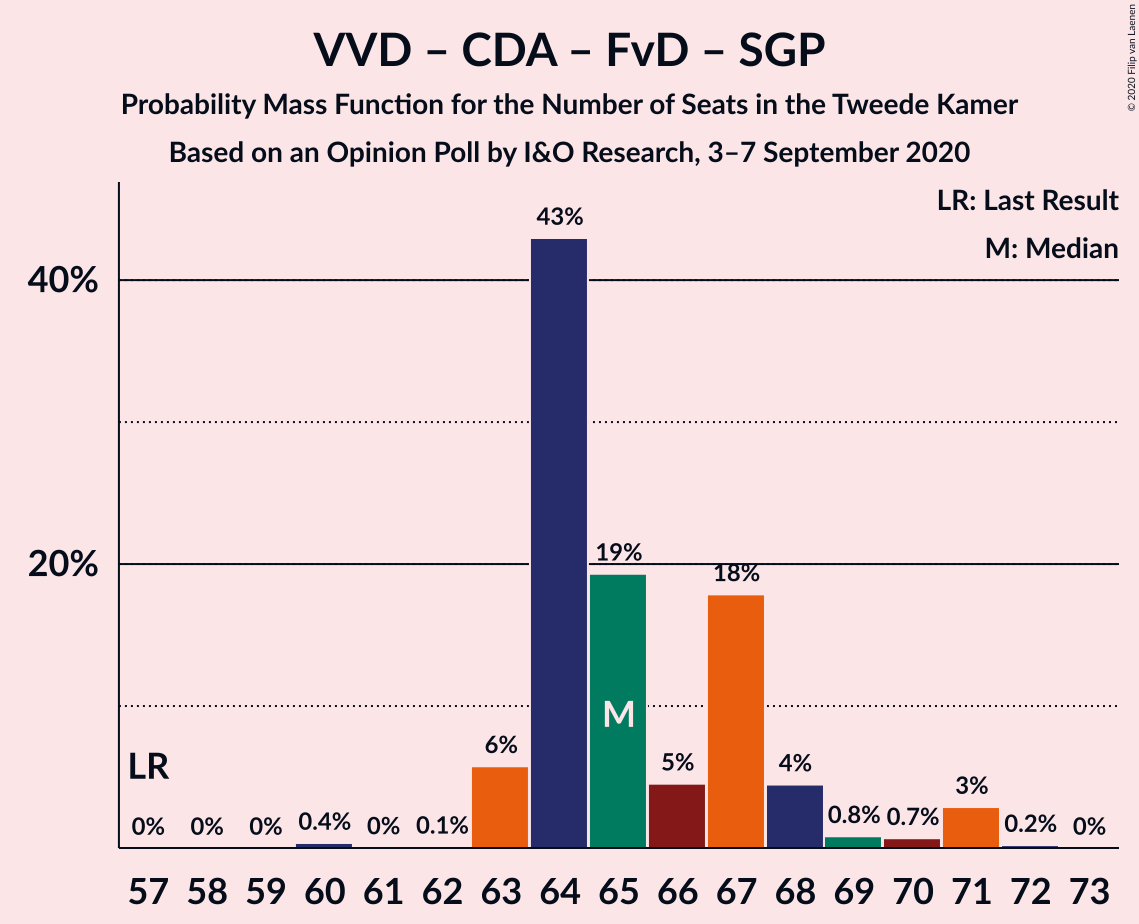 VVD – CDA – FvD – SGP
Probability Mass Function for the Number of Seats in the Tweede Kamer
Based on an Opinion Poll by I&O Research, 3–7 September 2020
© 2020 Filip van Laenen
LR: Last Result
M: Median
43%
40%
19%
20%
18%
M
6%
5%
4%
LR
3%
0% 0% 0% 0.4% 0% 0.1% 0.8% 0.7% 0.2% 0%
57 58 59 60 61 62 63 64 65 66 67 68 69 70 71 72 73